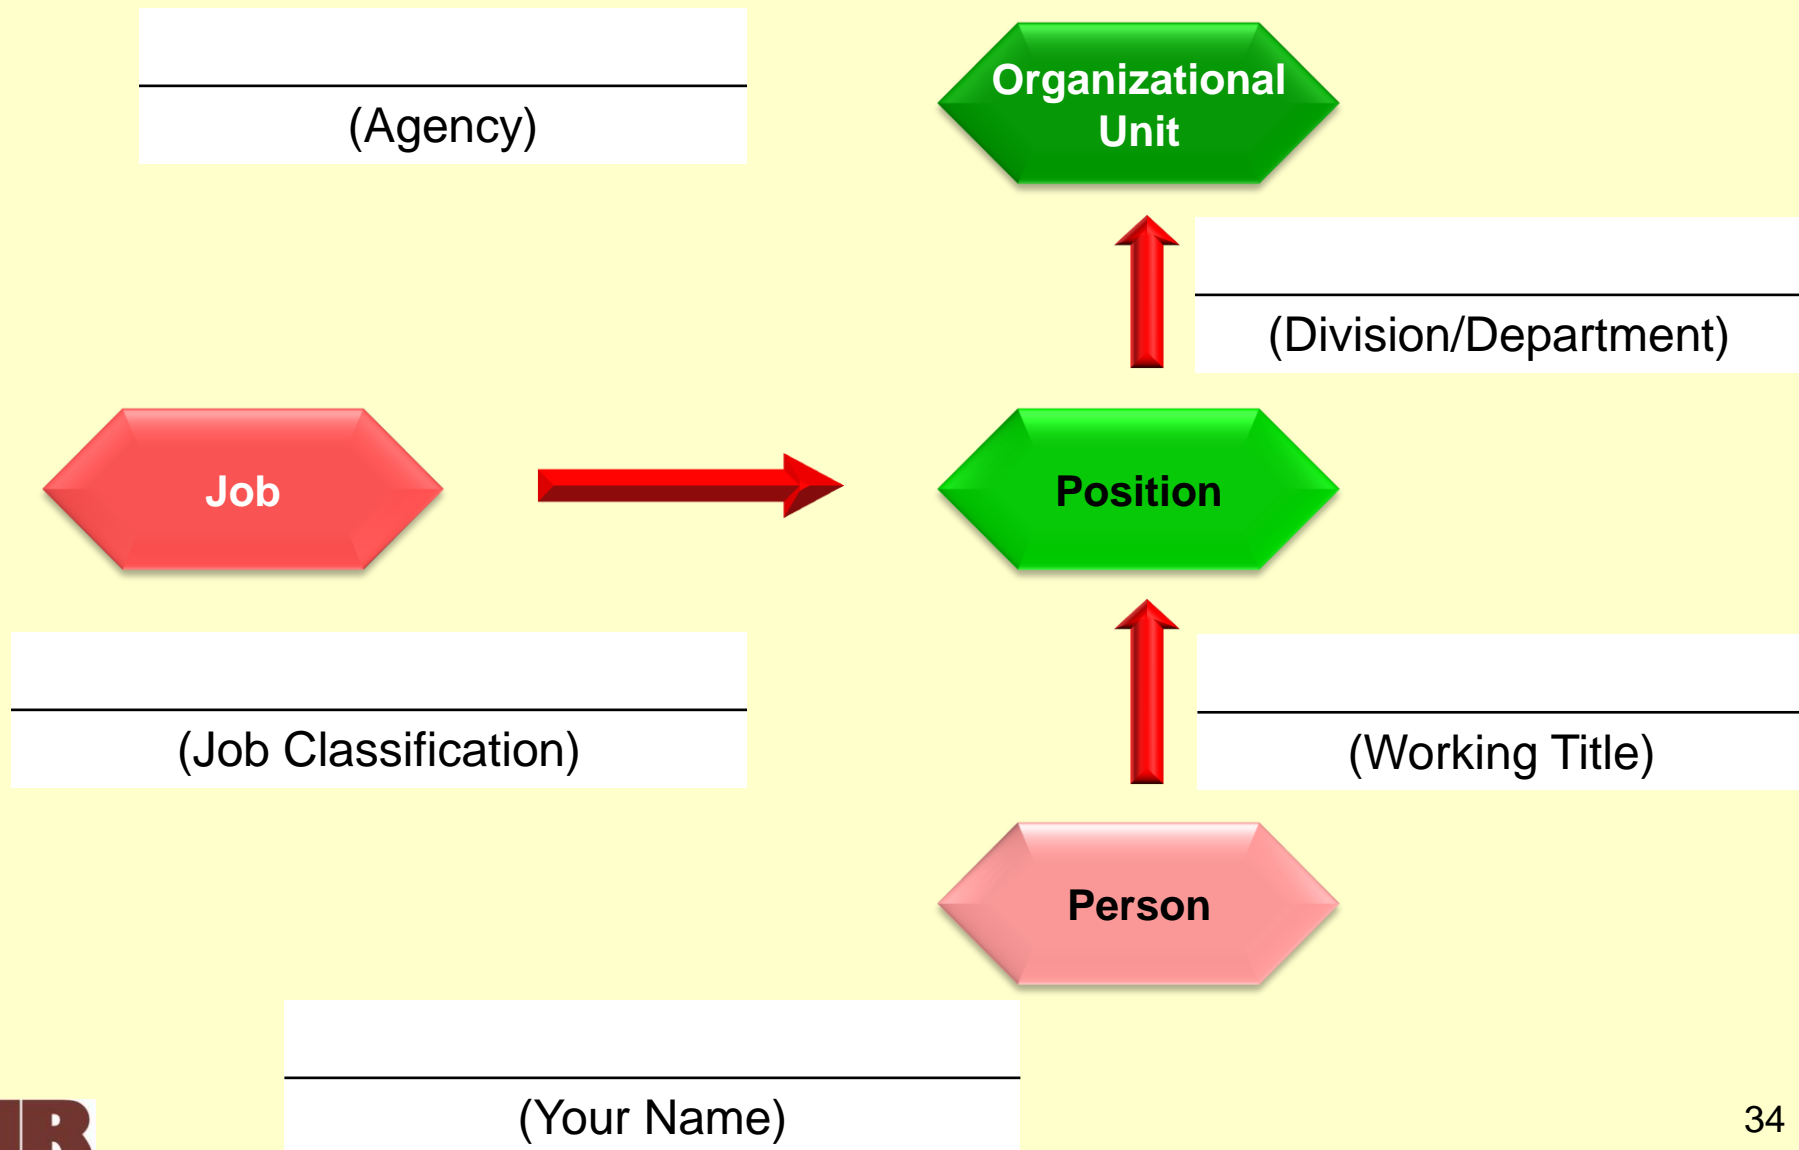 (Agency)
Organizational
Unit
(Division/Department)
Job
Position
(Job Classification)
(Working Title)
Person
(Your Name)
34